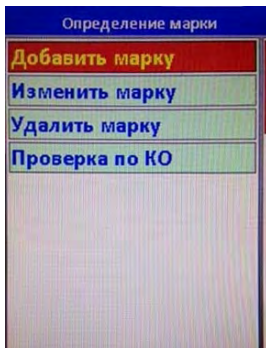 Определение марки
Добавить марку
Изменить марку
Удалить марку
Проверка по КО